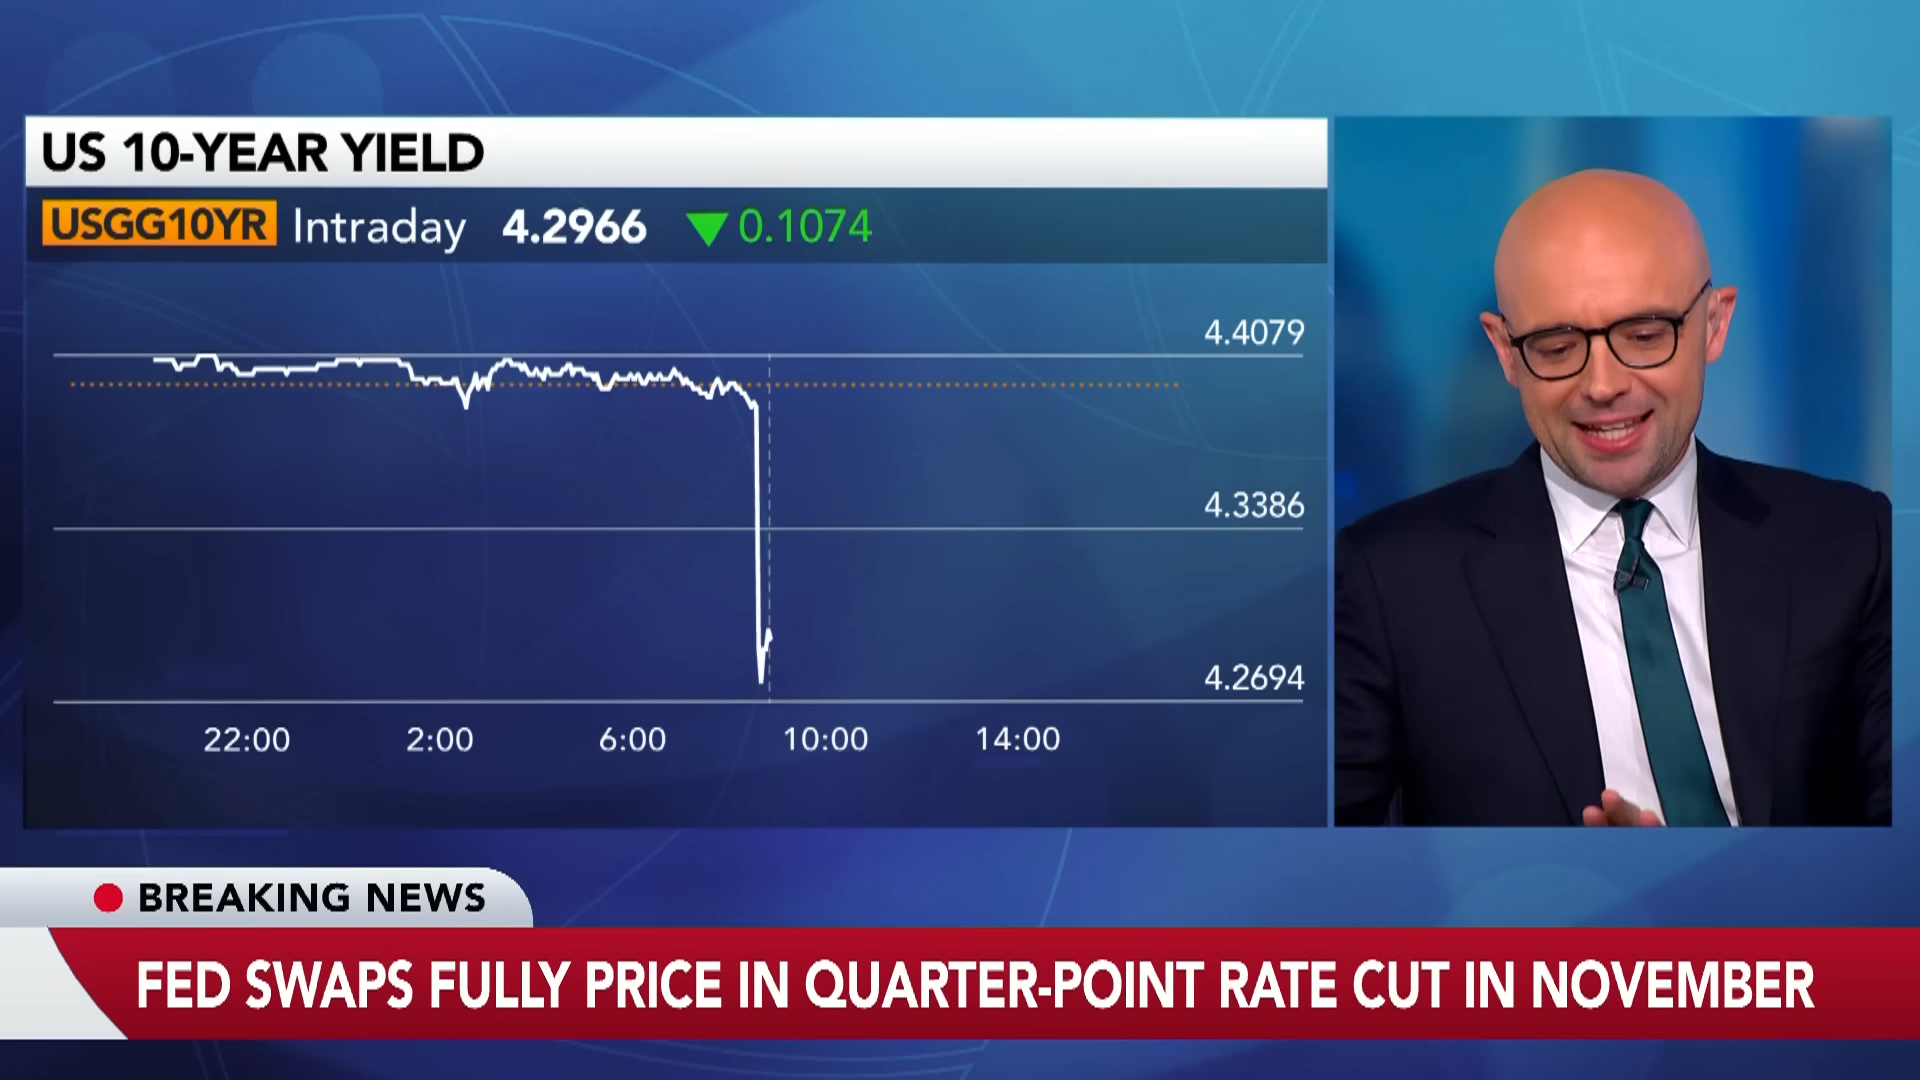 US 10-YEAR YIELD
USGG10YR Intraday 4.2966 ▼0.1074
4.4079
4.3386
4.2694
22:00 2:00 6:00 10:00 14:00
BREAKING NEWS
FED SWAPS FULLY PRICE IN QUARTER-POINT RATE CUT IN NOVEMBER